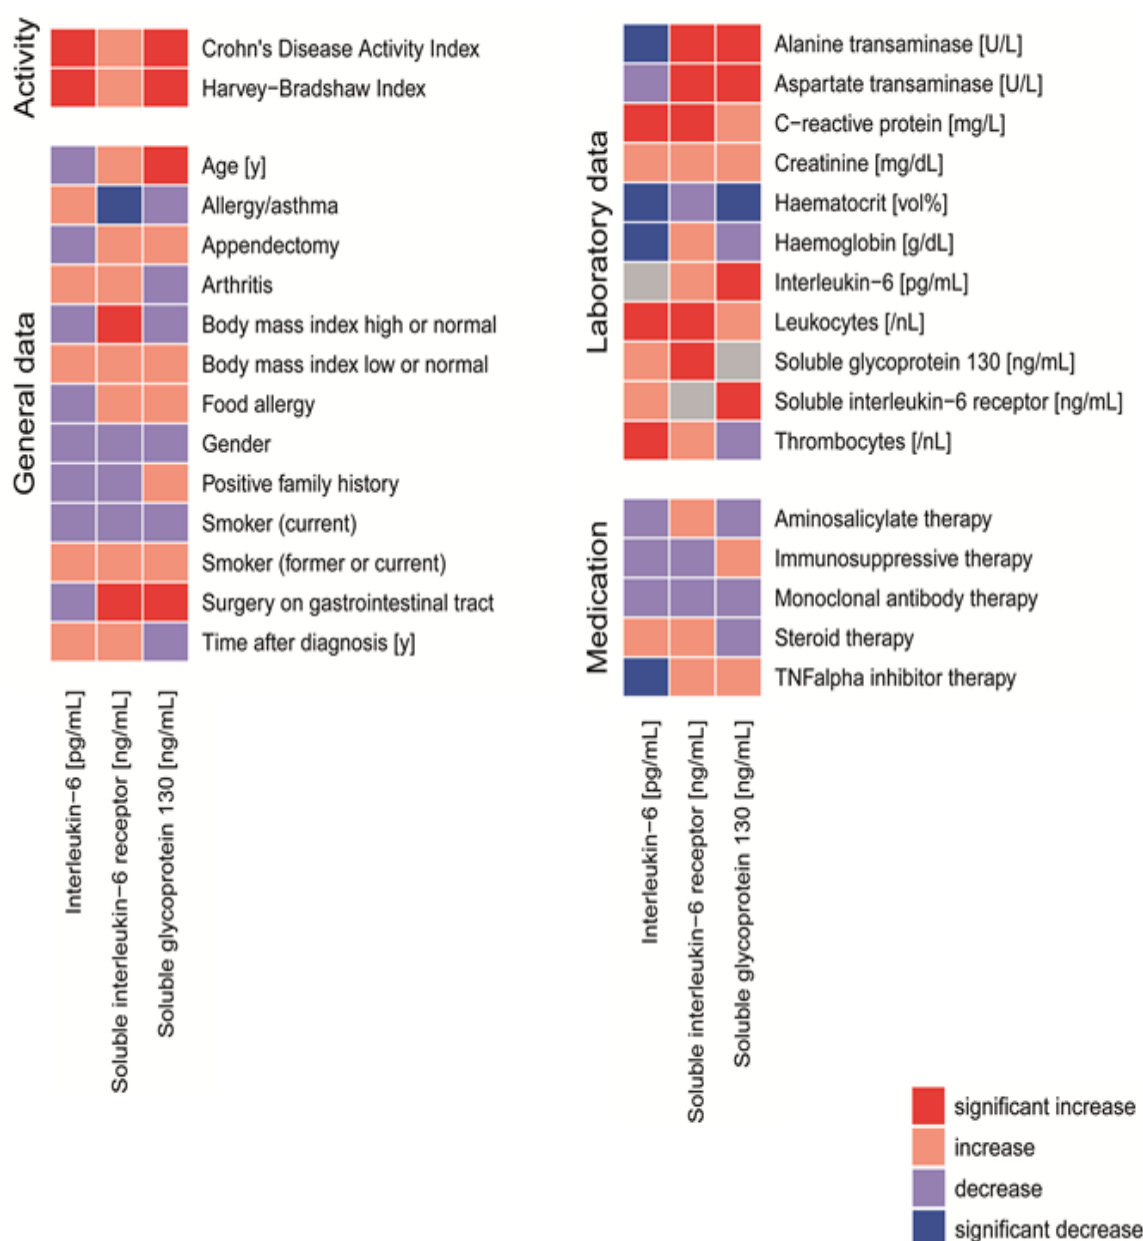 Activity
Crohn's Disease Activity Index
Harvey−Bradshaw Index
General data
Age [y]
Allergy/asthma
Appendectomy
Arthritis
Body mass index high or normal
Body mass index low or normal
Food allergy
Gender
Positive family history
Smoker (current)
Smoker (former or current)
Surgery on gastrointestinal tract
Time after diagnosis [y]
Interleukin−6 [pg/mL]
Soluble interleukin−6 receptor [ng/mL]
Soluble glycoprotein 130 [ng/mL]
Laboratory data
Alanine transaminase [U/L]
Aspartate transaminase [U/L]
C−reactive protein [mg/L]
Creatinine [mg/dL]
Haematocrit [vol%]
Haemoglobin [g/dL]
Interleukin−6 [pg/mL]
Leukocytes [/nL]
Soluble glycoprotein 130 [ng/mL]
Soluble interleukin−6 receptor [ng/mL]
Thrombocytes [/nL]
Medication
Aminosalicylate therapy
Immunosuppressive therapy
Monoclonal antibody therapy
Steroid therapy
TNFalpha inhibitor therapy
Interleukin−6 [pg/mL]
Soluble interleukin−6 receptor [ng/mL]
Soluble glycoprotein 130 [ng/mL]
significant increase
increase
decrease
significant decrease